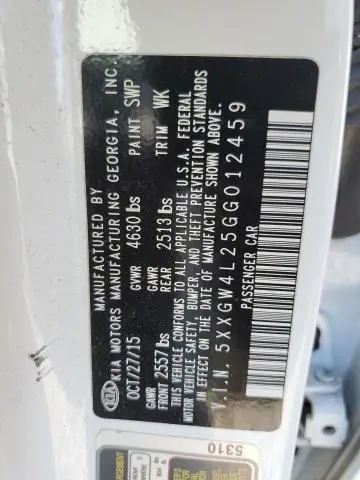 MANUFACTURED BY
KIA KIA MOTORS MANUFACTURING GEORGIA, INC.
OCT/27/15 GVWR 4630 lbs PAINT SWP
GAWR FRONT 2557 lbs GAWR REAR 2513 lbs TRIM WK
THIS VEHICLE CONFORMS TO ALL APPLICABLE U.S.A. FEDERAL
MOTOR VEHICLE SAFETY, BUMPER, AND THEFT PREVENTION STANDARDS
IN EFFECT ON THE DATE OF MANUFACTURE SHOWN ABOVE.
V.I.N. 5XXGW4L25GG012459
PASSENGER CAR
5310